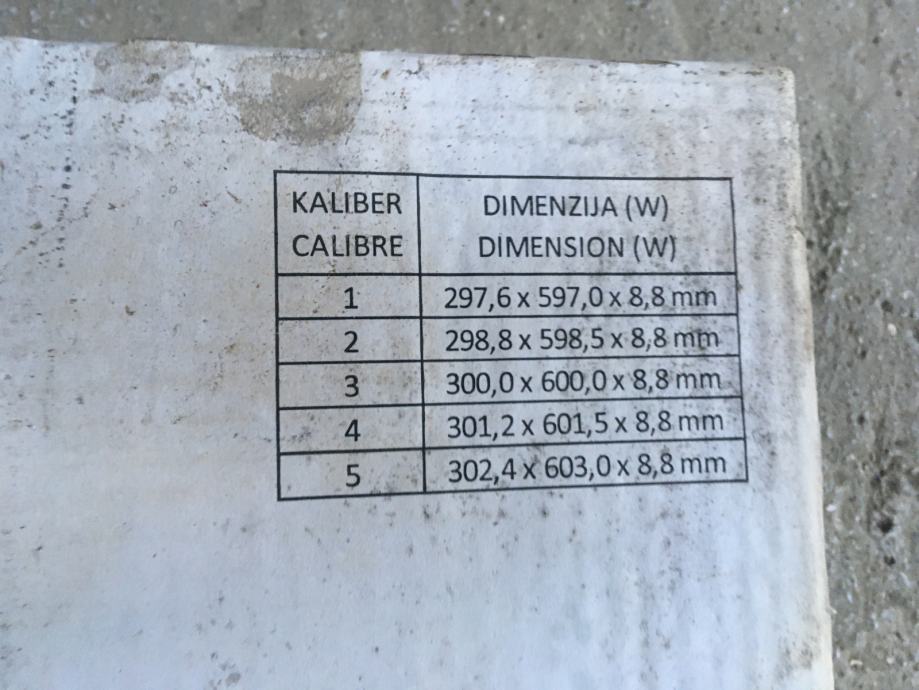 KALIBER DIMENZIJA (W)
CALIBRE DIMENSION (W)
1 297,6 x 597,0 x 8,8 mm
2 298,8 x 598,5 x 8,8 mm
3 300,0 x 600,0 x 8,8 mm
4 301,2 x 601,5 x 8,8 mm
5 302,4 x 603,0 x 8,8 mm